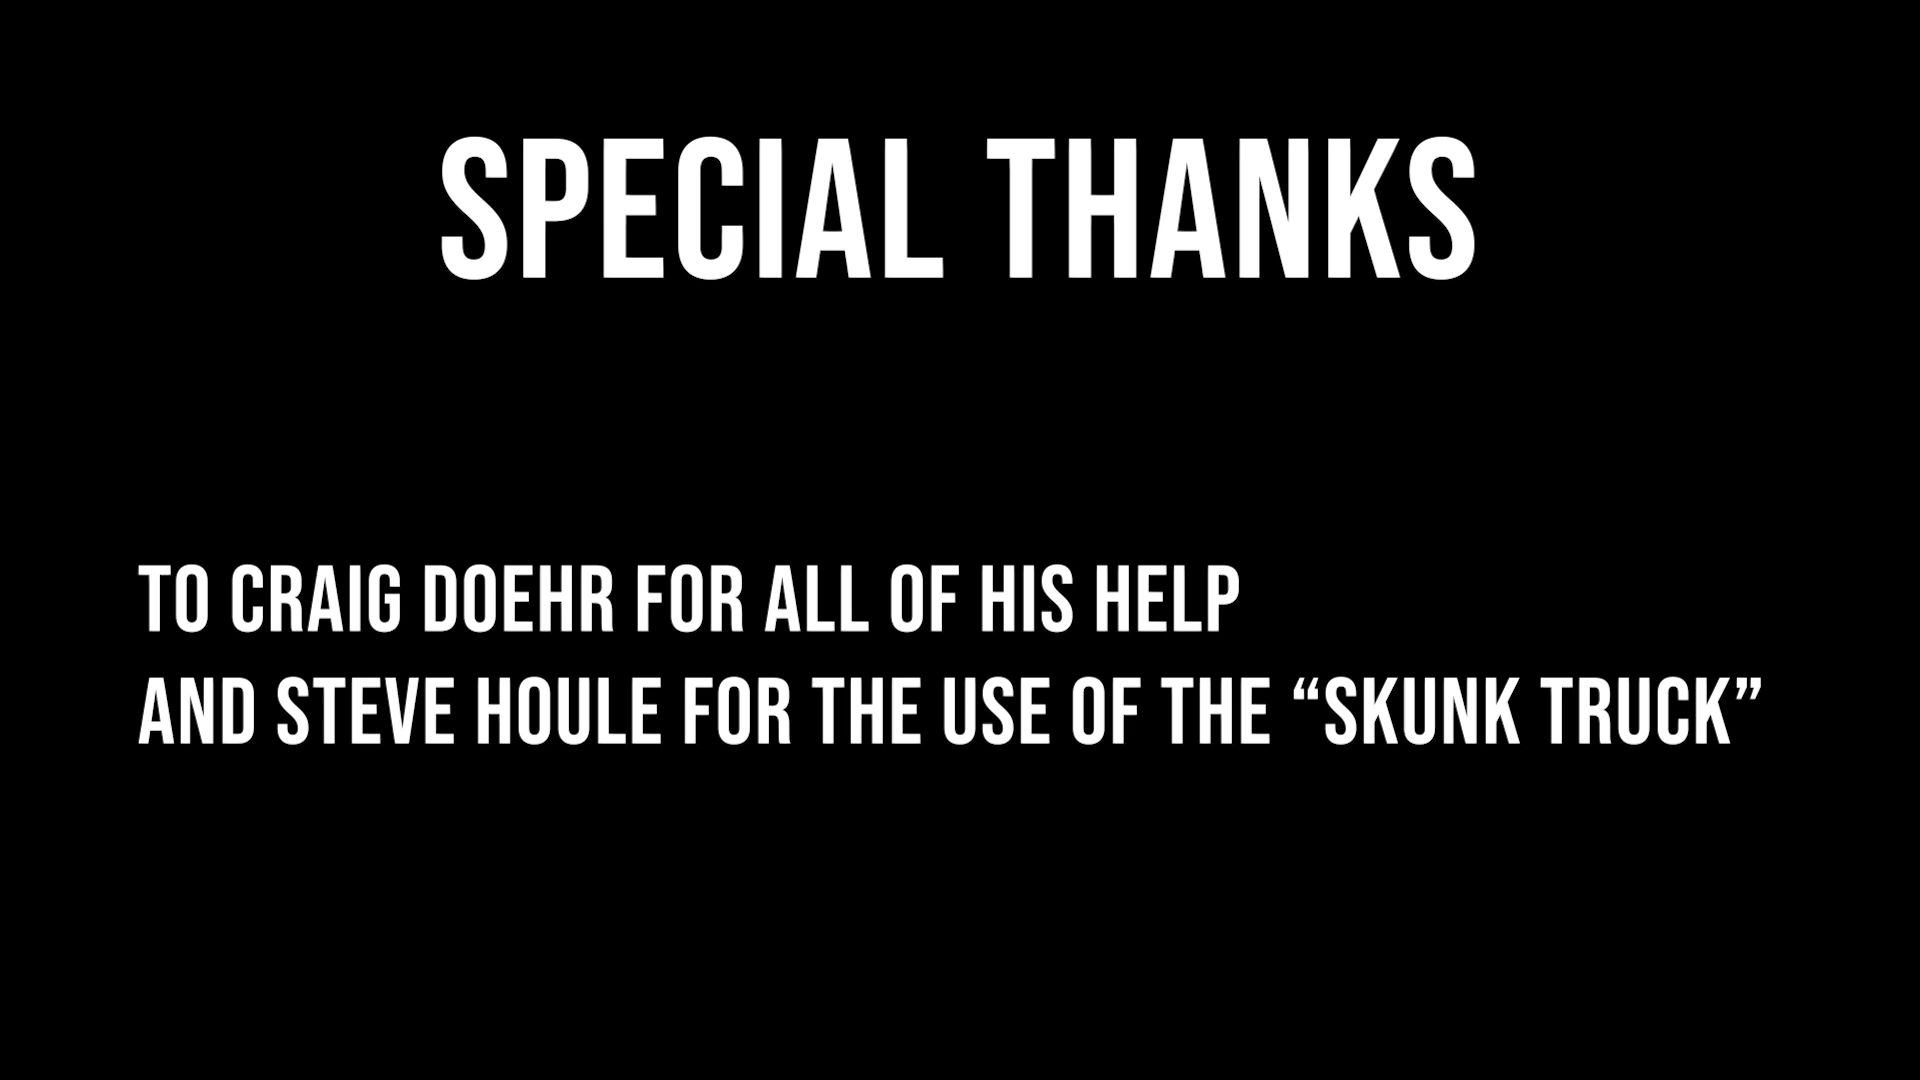 SPECIAL THANKS
TO CRAIG DOEHR FOR ALL OF HIS HELP
AND STEVE HOULE FOR THE USE OF THE “SKUNK TRUCK”